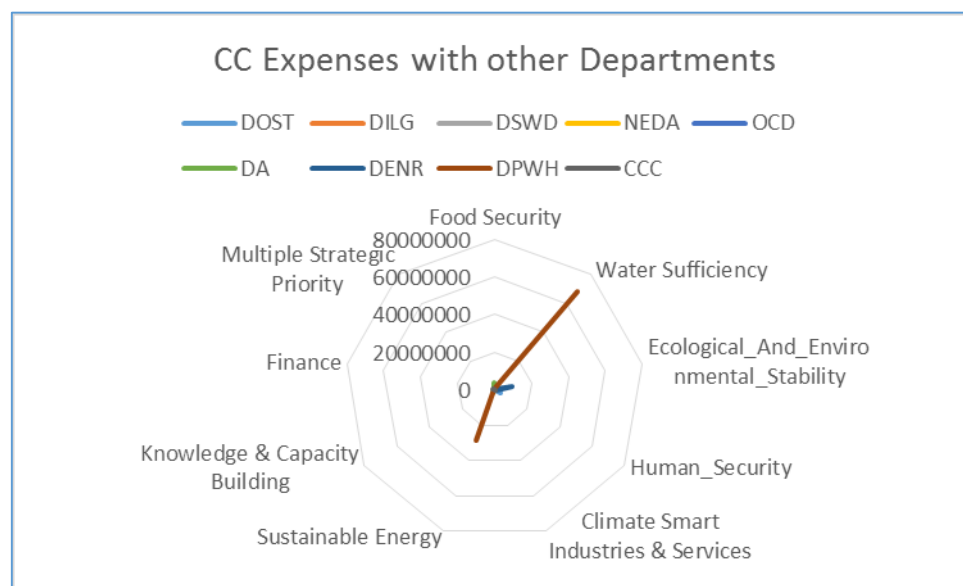 CC Expenses with other Departments
DOST
DILG
DSWD
NEDA
OCD
DA
DENR
DPWH
CCC
Food Security
80000000
60000000
40000000
20000000
0
Water Sufficiency
Ecological_And_Enviro
nmental_Stability
Human_Security
Climate Smart
Industries & Services
Sustainable Energy
Knowledge & Capacity
Building
Finance
Multiple Strategic
Priority